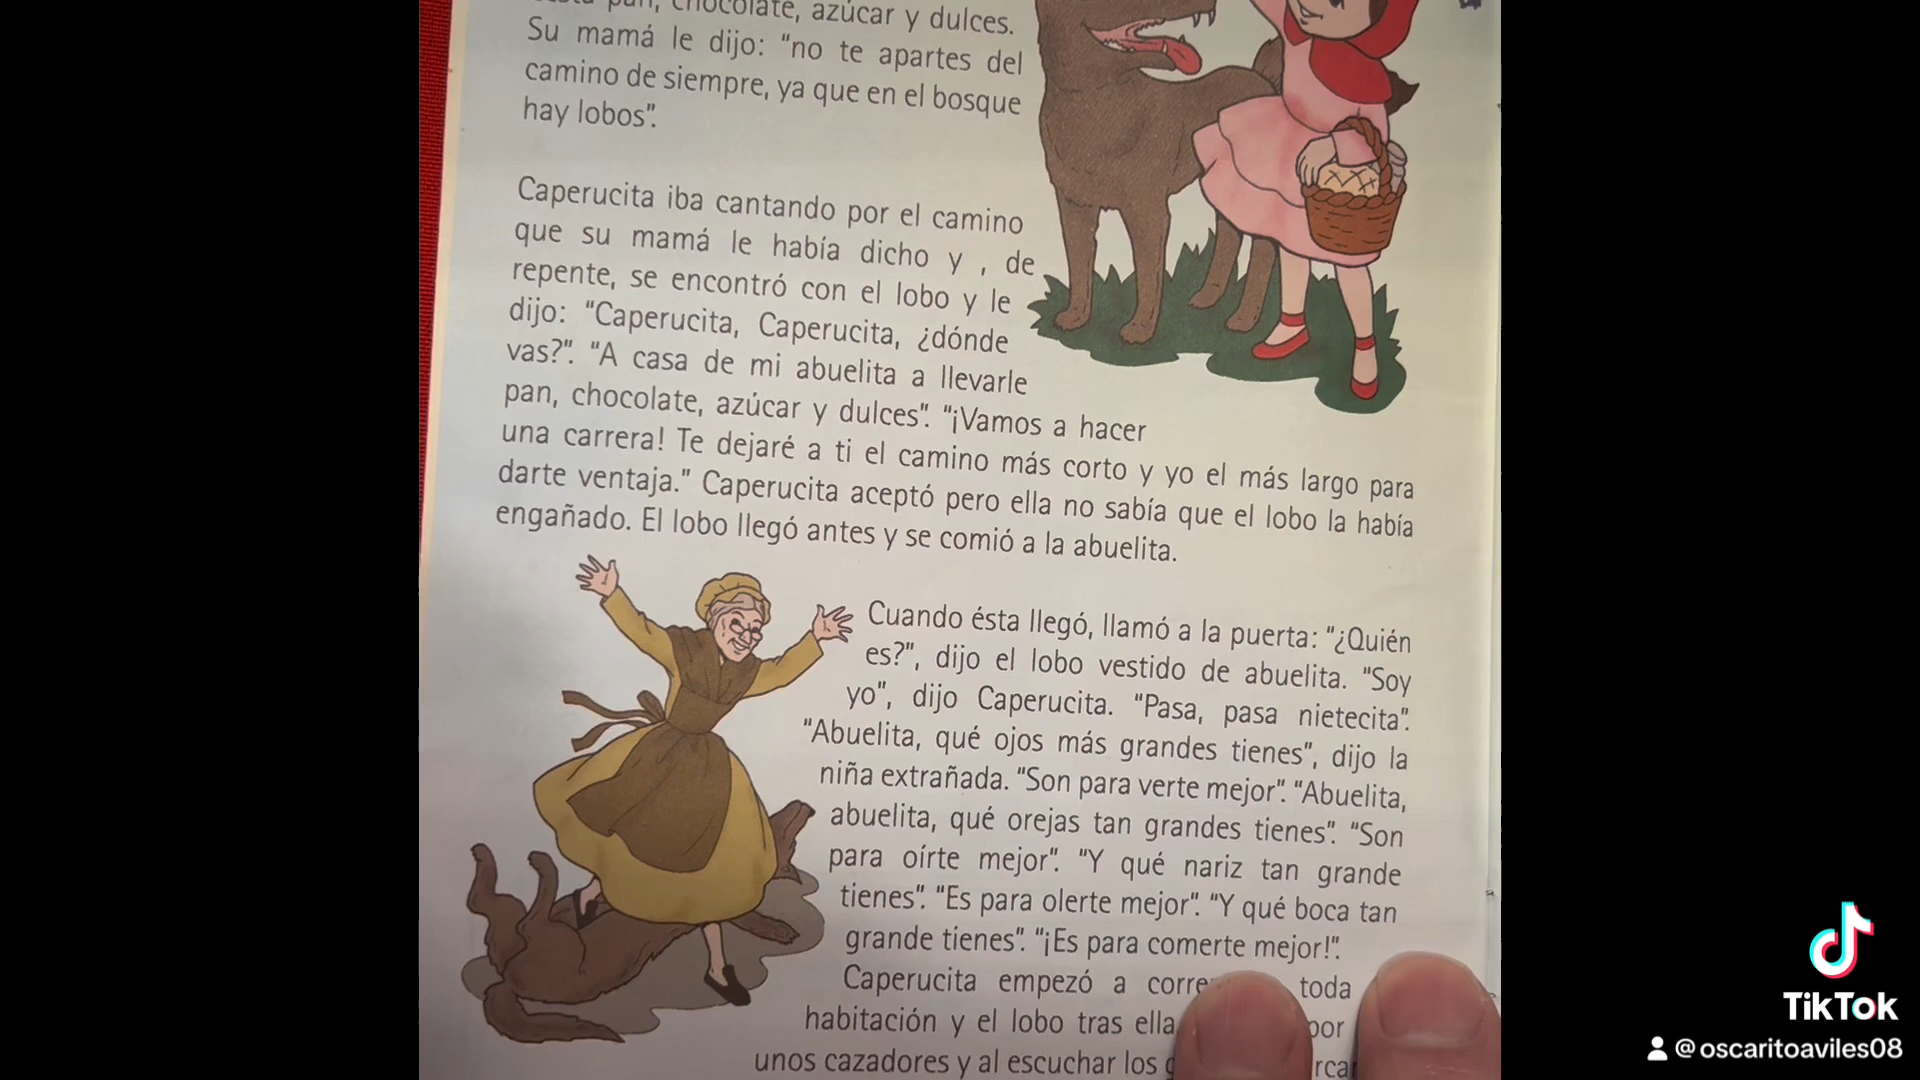 pan, chocolate, azúcar y dulces.
Su mamá le dijo: "no te apartes del
camino de siempre, ya que en el bosque
hay lobos".
Caperucita iba cantando por el camino
que su mamá le había dicho y , de
repente, se encontró con el lobo y le
dijo: "Caperucita, Caperucita, ¿dónde
vas?". "A casa de mi abuelita a llevarle
pan, chocolate, azúcar y dulces". "¡Vamos a hacer
una carrera! Te dejaré a ti el camino más corto y yo el más largo para
darte ventaja." Caperucita aceptó pero ella no sabía que el lobo la había
engañado. El lobo llegó antes y se comió a la abuelita.
Cuando ésta llegó, llamó a la puerta: "¿Quién
es?", dijo el lobo vestido de abuelita. "Soy
yo", dijo Caperucita. "Pasa, pasa nietecita".
"Abuelita, qué ojos más grandes tienes", dijo la
niña extrañada. "Son para verte mejor". "Abuelita,
abuelita, qué orejas tan grandes tienes". "Son
para oírte mejor". "Y qué nariz tan grande
tienes". "Es para olerte mejor". "Y qué boca tan
grande tienes". "¡Es para comerte mejor!".
Caperucita empezó a toda
habitación y el lobo tras ella por
unos cazadores y al escuchar los
TikTok
@oscaritoaviles08